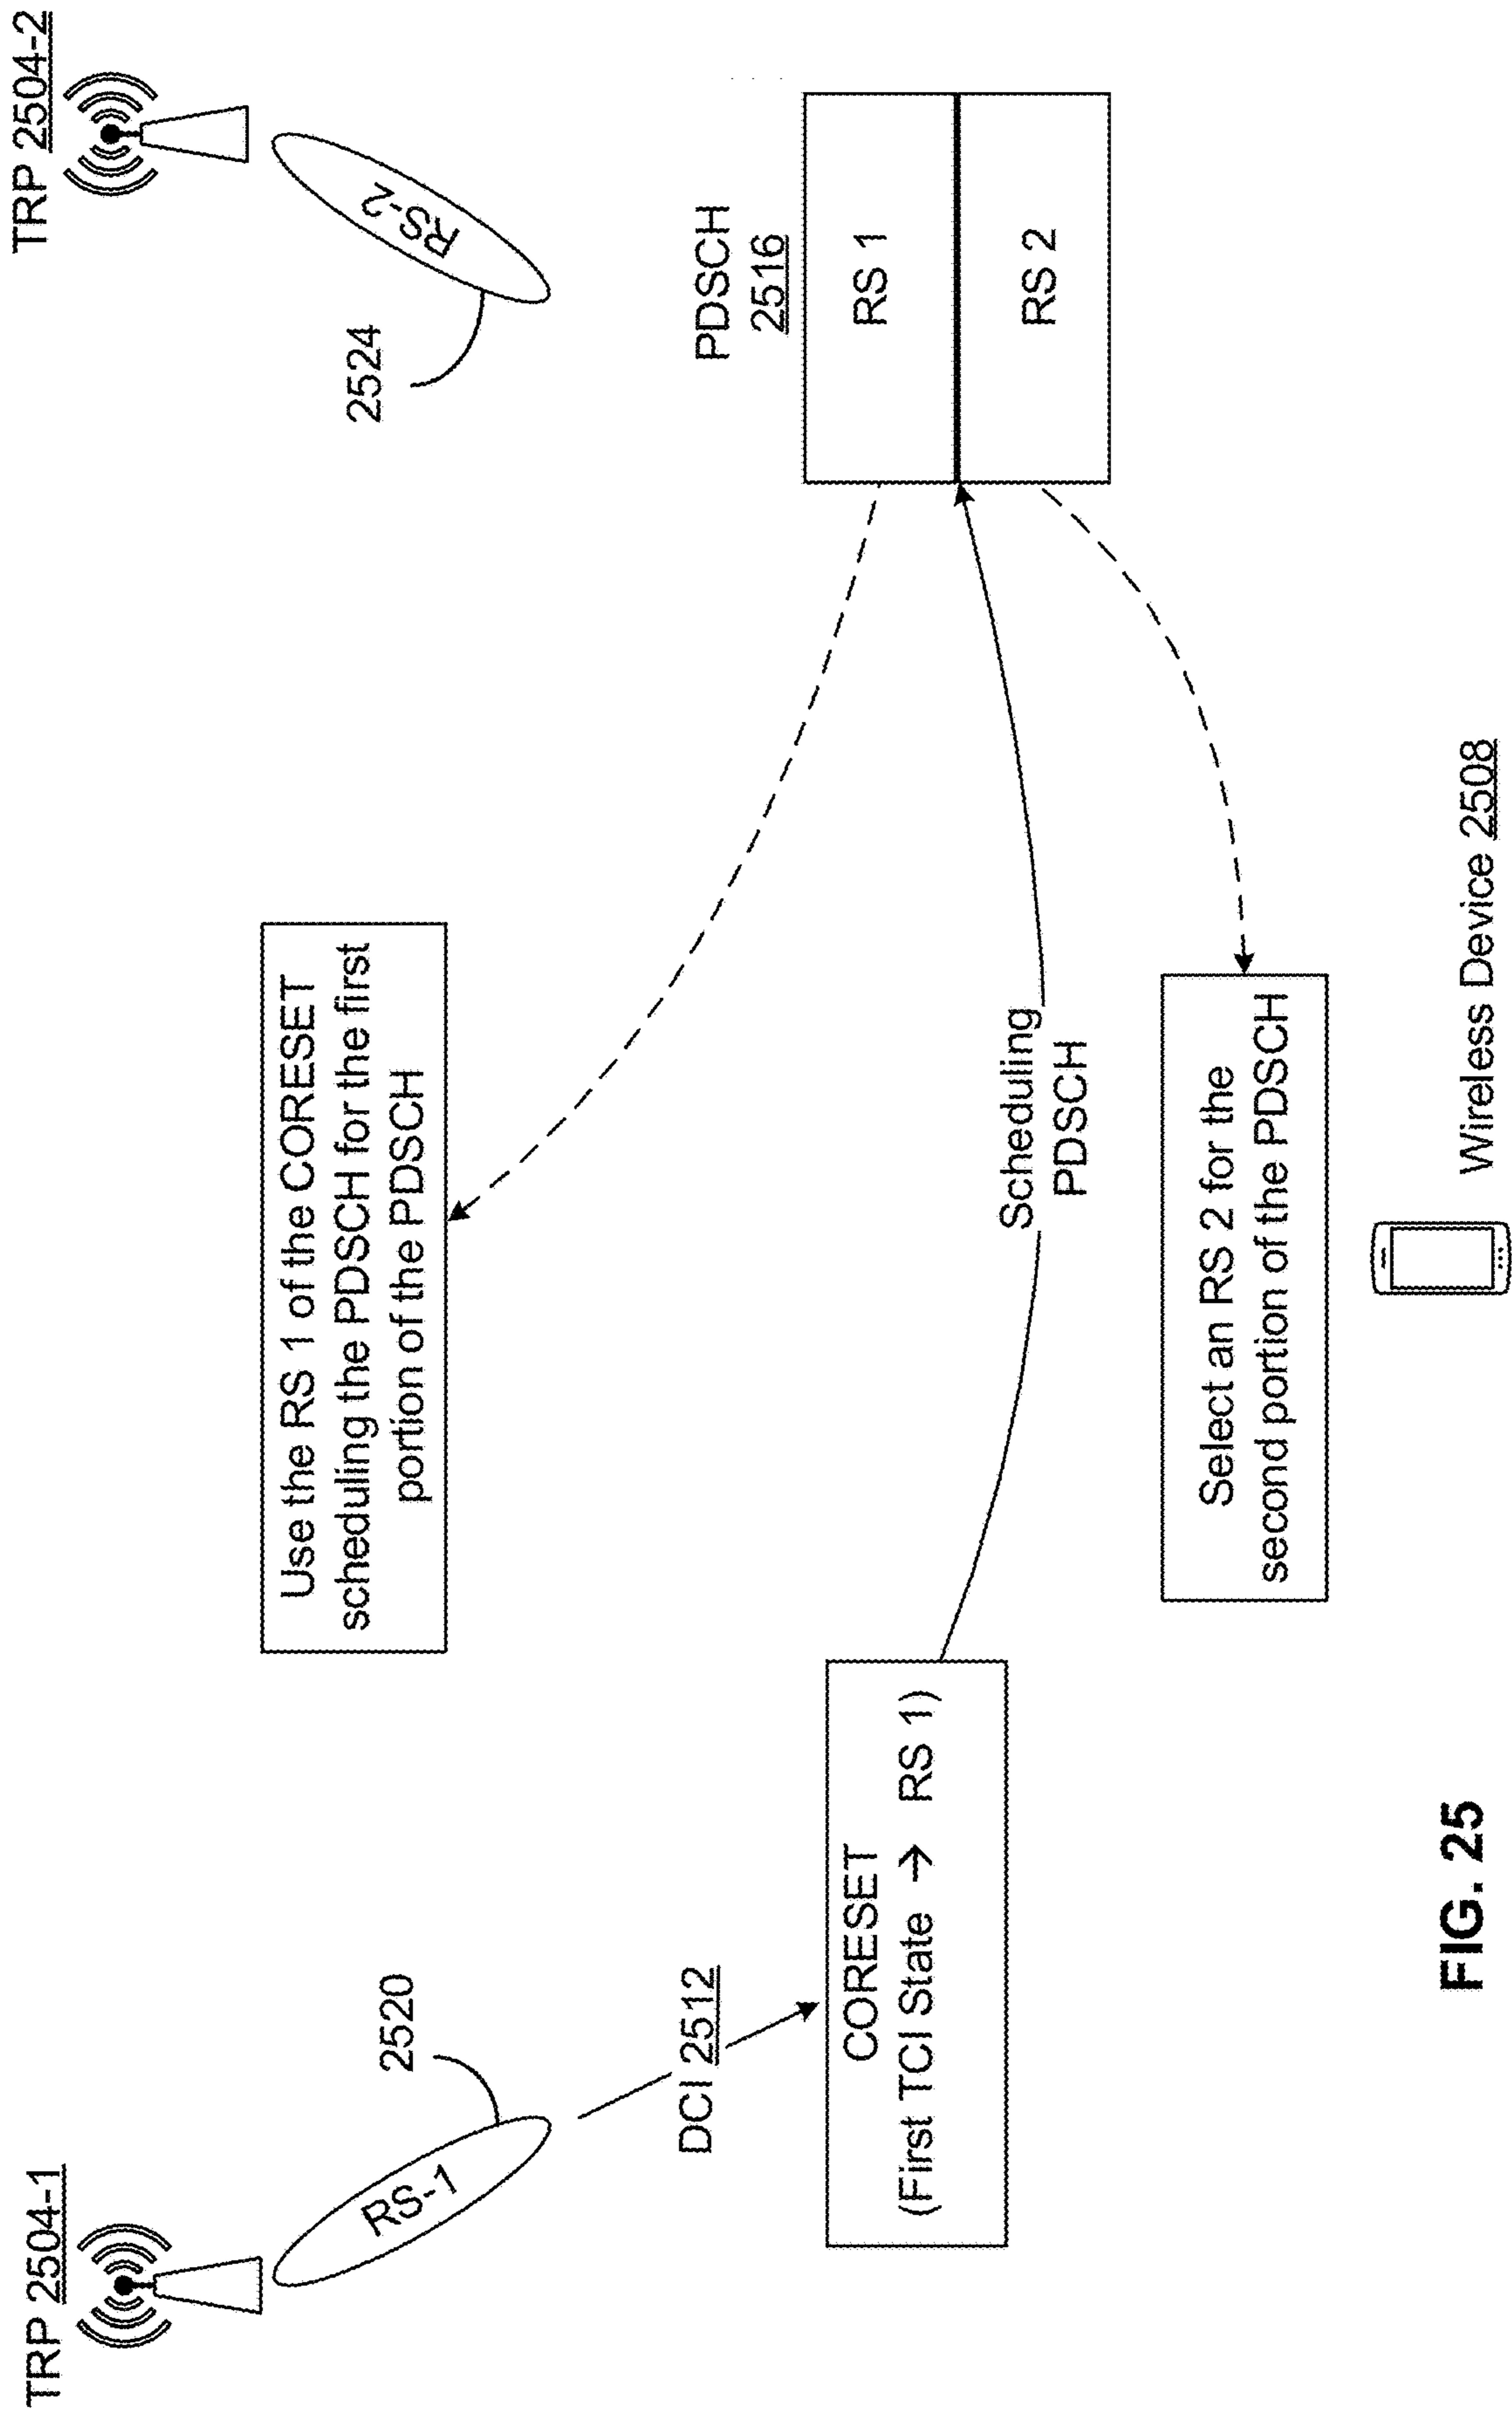 TRP 2504-1
TRP 2504-2
RS-1
2520
RS-2
2524
Use the RS 1 of the CORESET
scheduling the PDSCH for the first
portion of the PDSCH
DCI 2512
PDSCH
2516
RS 1
RS 2
CORESET
(First TCI State → RS 1)
Scheduling
PDSCH
Select an RS 2 for the
second portion of the PDSCH
Wireless Device 2508
FIG. 25